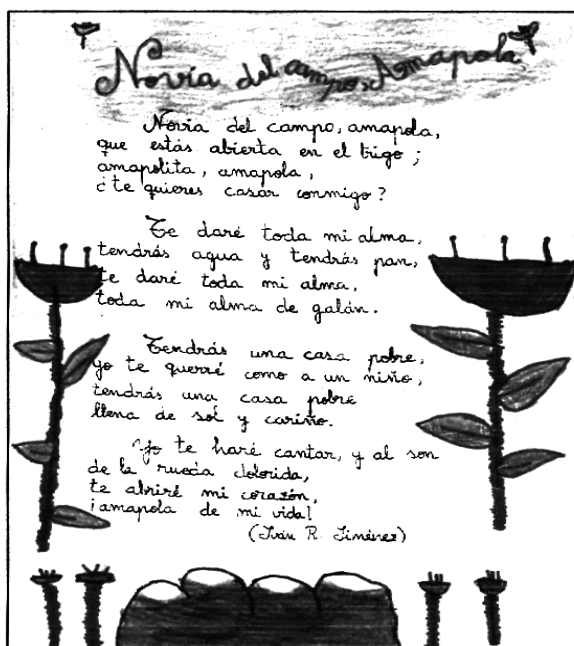 Novia del campo, Amapola
Novia del campo, amapola,
que estás abierta en el trigo;
amapolita, amapola,
¿te quieres casar conmigo?
Te daré toda mi alma,
tendrás agua y tendrás pan,
te daré toda mi alma,
toda mi alma de galán.
Tendrás una casa pobre,
yo te querré como a un niño,
tendrás una casa pobre
llena de sol y cariño.
Yo te haré cantar, y al son
de la rueda dolorida,
te abriré mi corazón,
¡amapola de mi vida!
(Juan R. Jiménez)